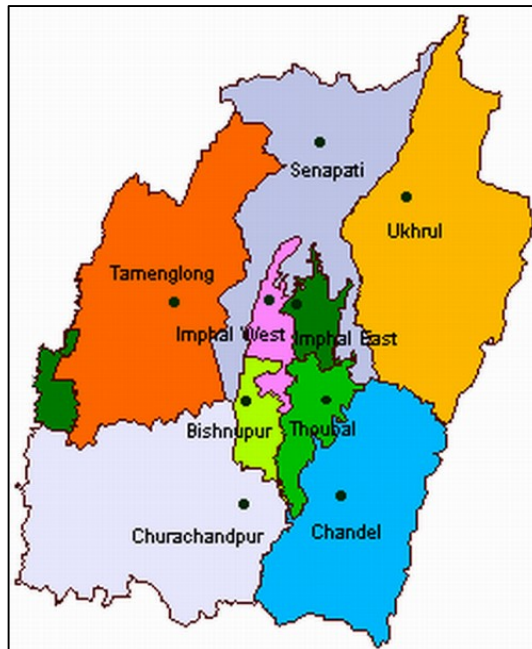 Senapati
Ukhrul
Tamenglong
Imphal West
Imphal East
Bishnupur
Thoubal
Churachandpur
Chandel